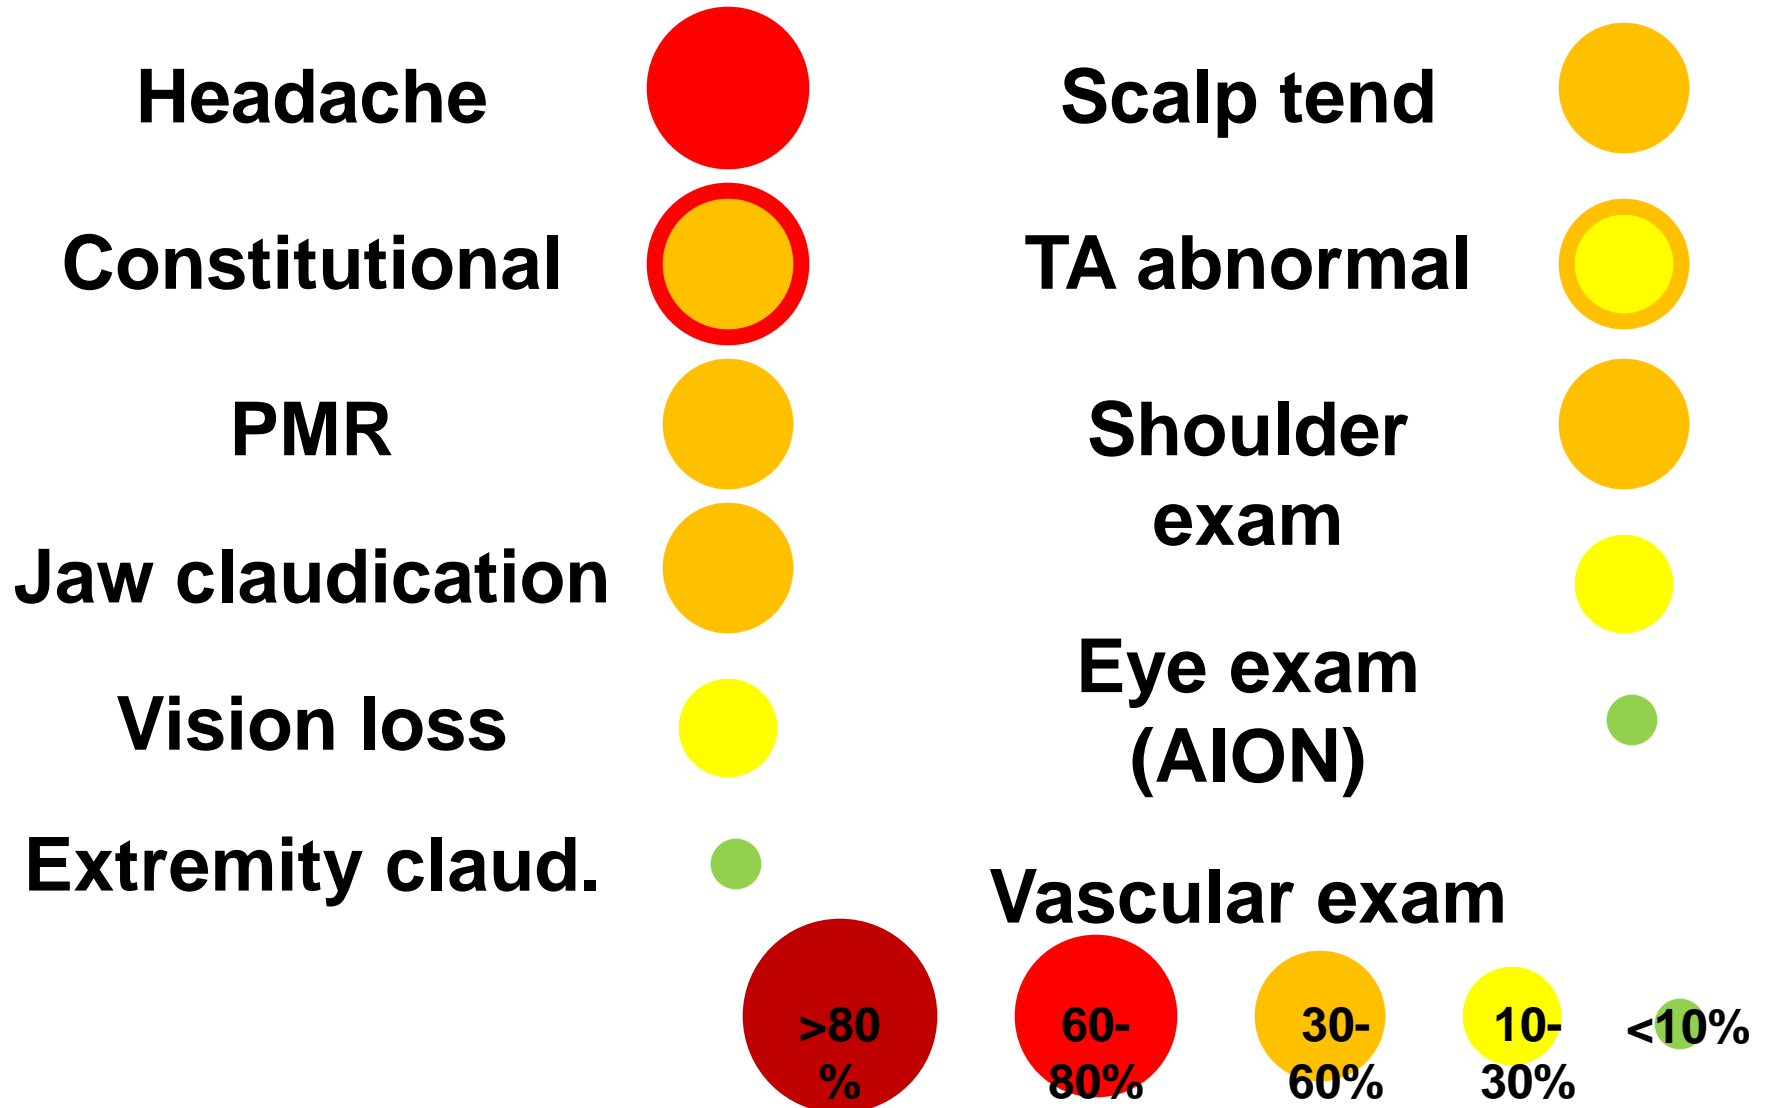 Headache
Constitutional
PMR
Jaw claudication
Vision loss
Extremity claud.
Scalp tend
TA abnormal
Shoulder
exam
Eye exam
(AION)
Vascular exam
>80
%
60-
80%
30-
60%
10-
30%
<10%